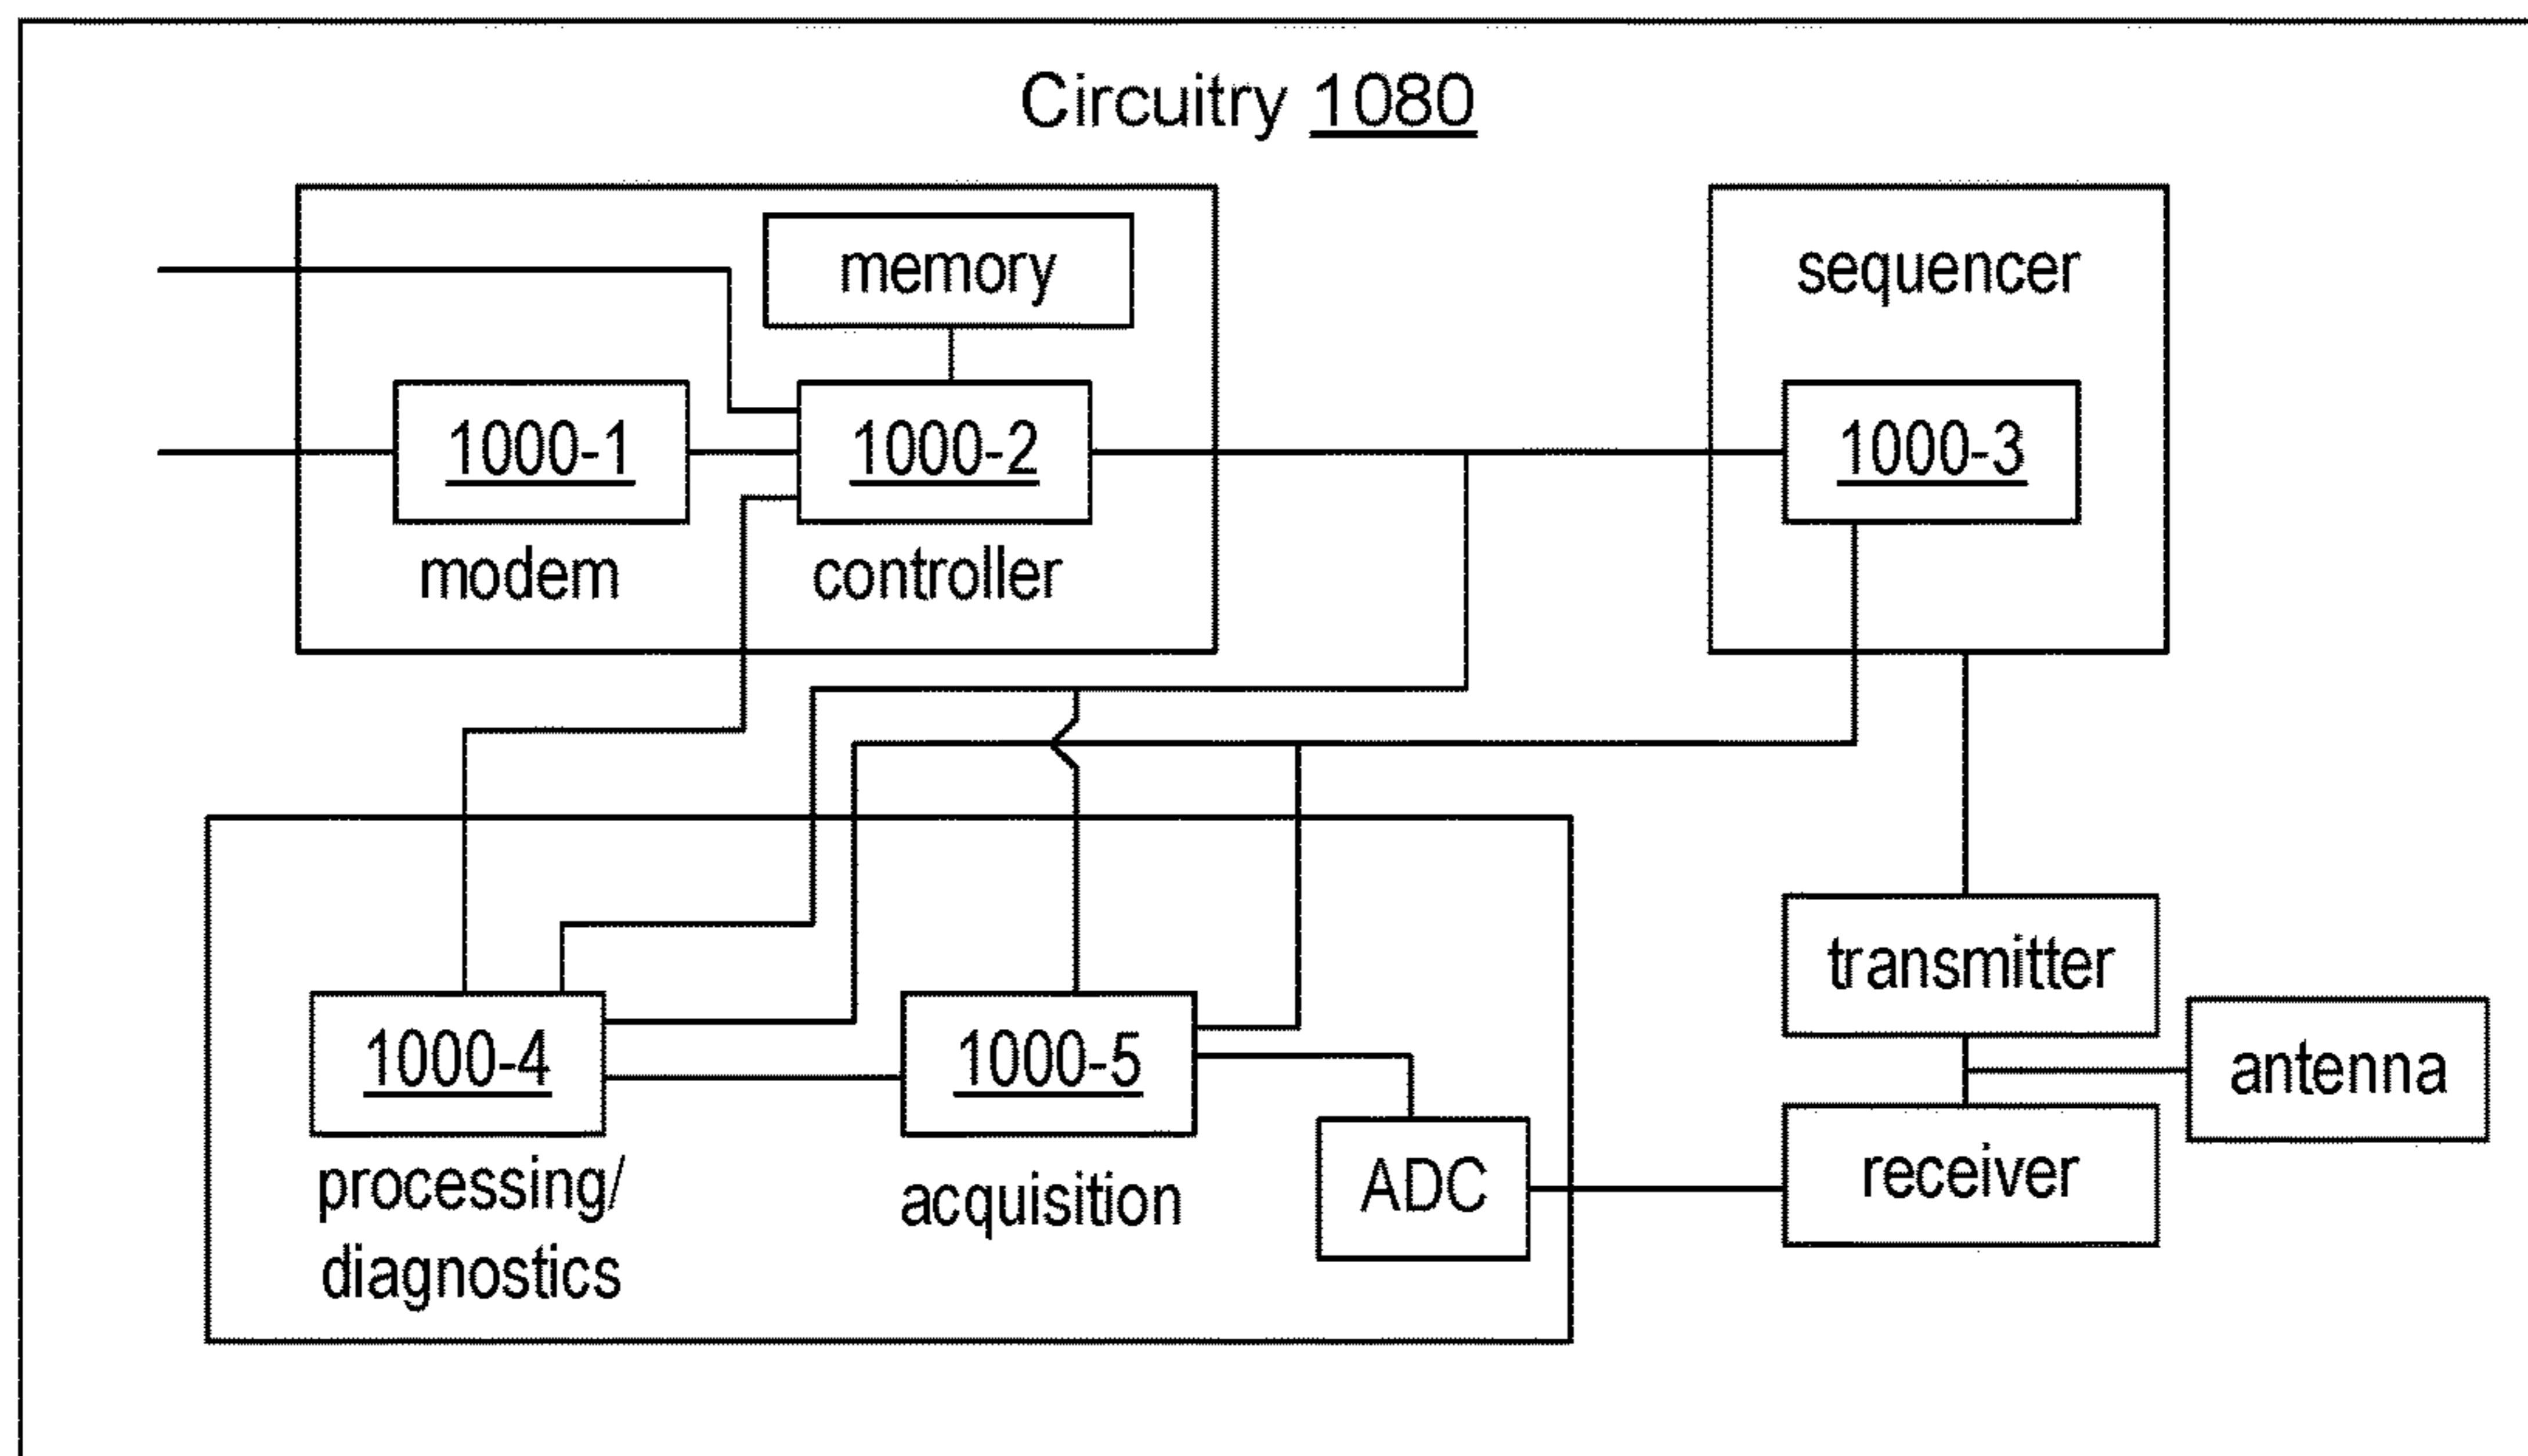 Circuitry 1080
memory
sequencer
1000-1
1000-2
1000-3
modem
controller
transmitter
antenna
1000-4
1000-5
receiver
ADC
processing/
diagnostics
acquisition